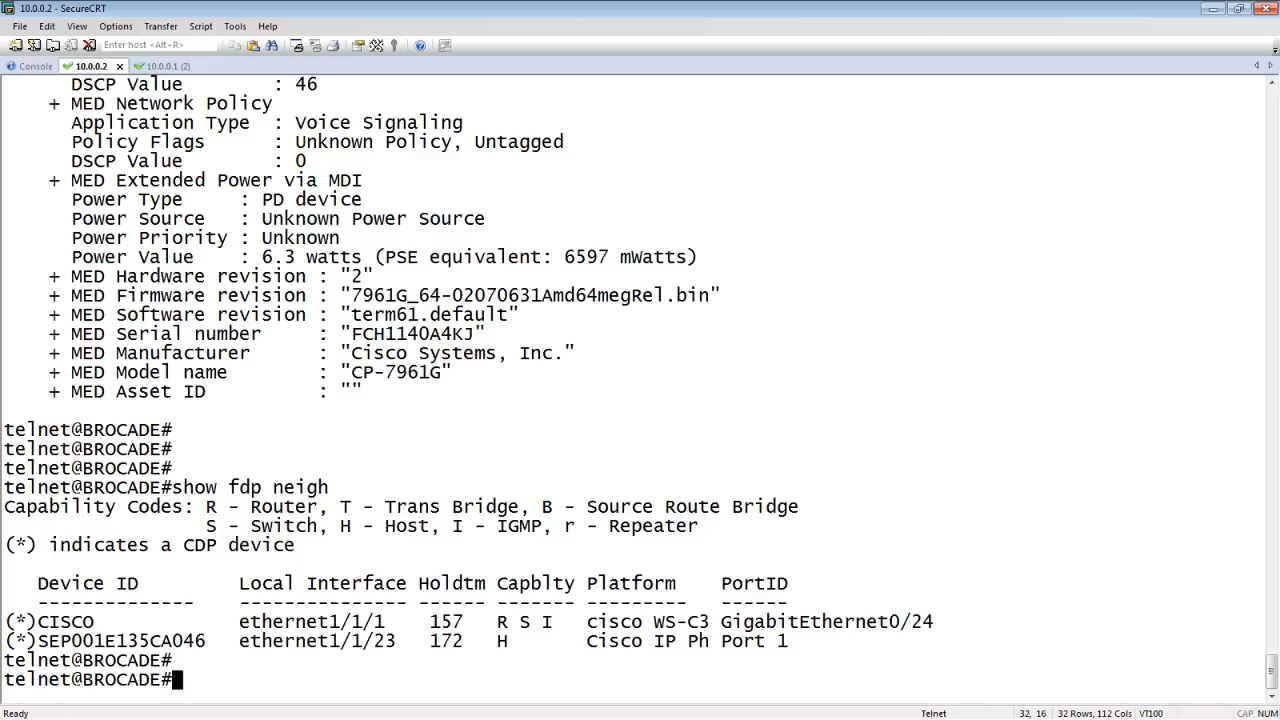 10.0.0.2 - SecureCRT
File Edit View Options Transfer Script Tools Help
Enter host <Alt+R>
Console 10.0.0.2 10.0.0.1 (2)
DSCP Value : 46
+ MED Network Policy
Application Type : Voice Signaling
Policy Flags : Unknown Policy, Untagged
DSCP Value : 0
+ MED Extended Power via MDI
Power Type : PD device
Power Source : Unknown Power Source
Power Priority : Unknown
Power Value : 6.3 watts (PSE equivalent: 6597 mWatts)
+ MED Hardware revision : "2"
+ MED Firmware revision : "7961G_64-02070631Amd64megRel.bin"
+ MED Software revision : "term61.default"
+ MED Serial number : "FCH1140A4KJ"
+ MED Manufacturer : "Cisco Systems, Inc."
+ MED Model name : "CP-7961G"
+ MED Asset ID : ""
telnet@BROCADE#
telnet@BROCADE#
telnet@BROCADE#
telnet@BROCADE#show fdp neigh
Capability Codes: R - Router, T - Trans Bridge, B - Source Route Bridge
S - Switch, H - Host, I - IGMP, r - Repeater
(*) indicates a CDP device
Device ID Local Interface Holdtm Capblty Platform PortID
-------------- --------------- ------ ------- --------- ------
(*)CISCO ethernet1/1/1 157 R S I cisco WS-C3 GigabitEthernet0/24
(*)SEP001E135CA046 ethernet1/1/23 172 H Cisco IP Ph Port 1
telnet@BROCADE#
telnet@BROCADE#
Ready Telnet 32, 16 32 Rows, 112 Cols VT100 CAP NUM